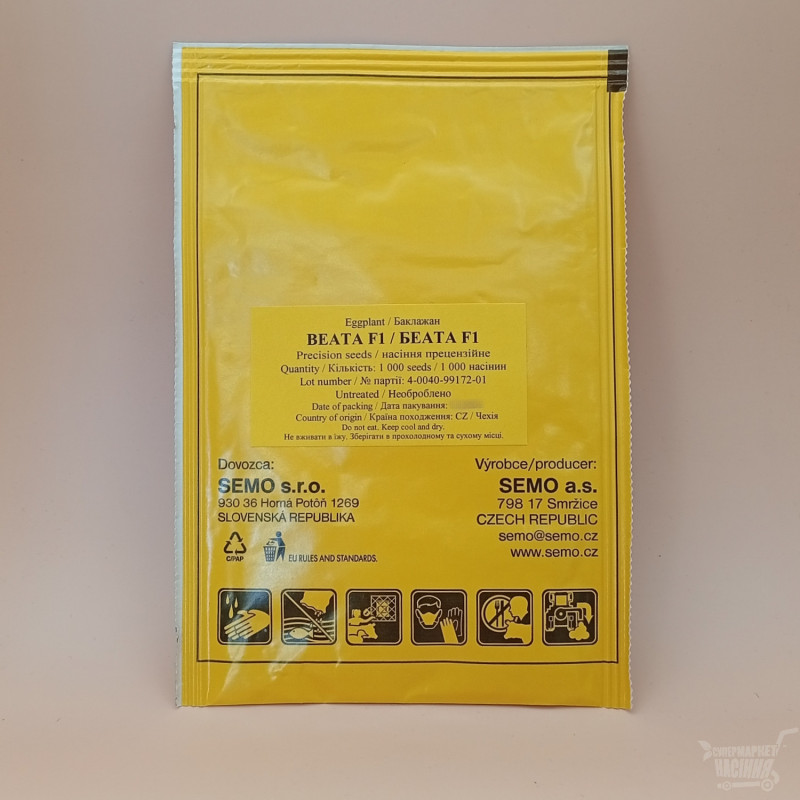 Eggplant / Баклажан
BEATA F1 / БЕАТА F1
Precision seeds / насіння прецензійне
Quantity / Кількість: 1 000 seeds / 1 000 насінин
Lot number / № партії: 4-0040-99172-01
Untreated / Необроблено
Date of packing / Дата пакування:
Country of origin / Країна походження: CZ / Чехія
Do not eat. Keep cool and dry.
Не вживати в їжу. Зберігати в прохолодному та сухому місці.
Dovozca:
SEMO s.r.o.
930 36 Horná Potôň 1269
SLOVENSKÁ REPUBLIKA
Výrobce/producer:
SEMO a.s.
798 17 Smržice
CZECH REPUBLIC
semo@semo.cz
www.semo.cz
C/PAP
EU RULES AND STANDARDS.
СУПЕРМАРКЕТ
НАСІННЯ